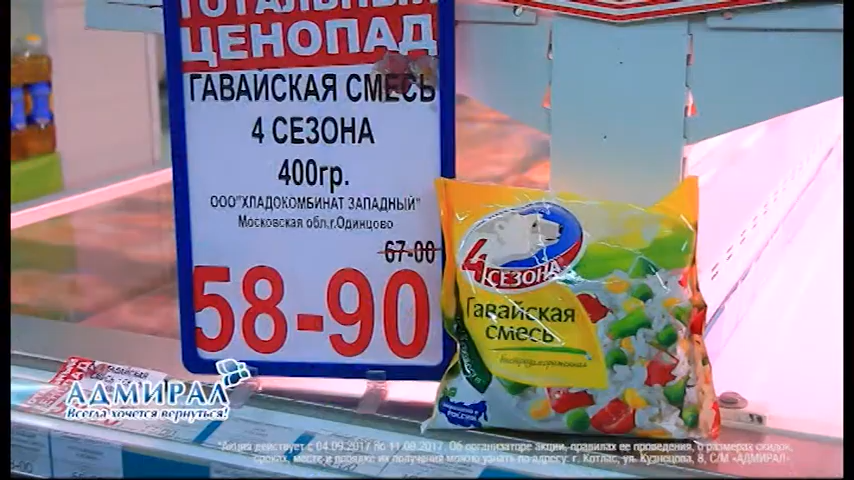 ТОТАЛЬНЫЙ
ЦЕНОПАД
ГАВАЙСКАЯ СМЕСЬ
4 СЕЗОНА
400гр.
ООО"ХЛАДОКОМБИНАТ ЗАПАДНЫЙ"
Московская обл.г.Одинцово
67-00
58-90
4 СЕЗОНА
Гавайская
смесь
быстрозамороженная
РОССИИ
АДМИРАЛ
Всегда хочется вернуться!
*Акция действует с 04.09.2017 по 11.09.2017. Об организаторе акции, правилах ее проведения, о размерах скидок,
сроках, месте и порядке их получения можно узнать по адресу: г. Котлас, ул. Кузнецова, 8, С/М «АДМИРАЛ»